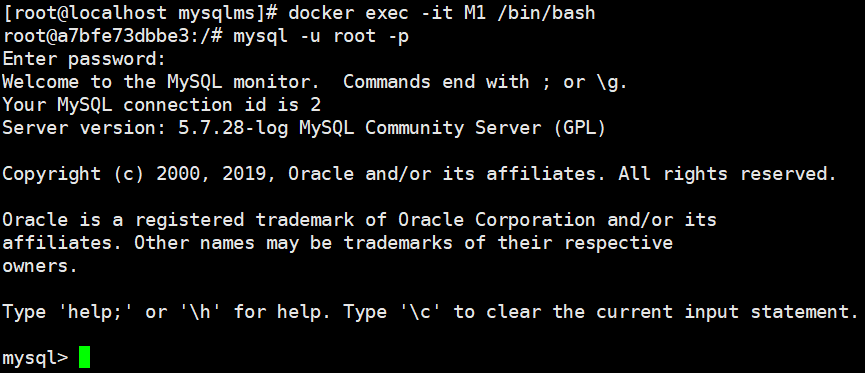 [root@localhost mysqlms]# docker exec -it M1 /bin/bash
root@a7bfe73dbbe3:/# mysql -u root -p
Enter password:
Welcome to the MySQL monitor.  Commands end with ; or \g.
Your MySQL connection id is 2
Server version: 5.7.28-log MySQL Community Server (GPL)
Copyright (c) 2000, 2019, Oracle and/or its affiliates. All rights reserved.
Oracle is a registered trademark of Oracle Corporation and/or its
affiliates. Other names may be trademarks of their respective
owners.
Type 'help;' or '\h' for help. Type '\c' to clear the current input statement.
mysql>